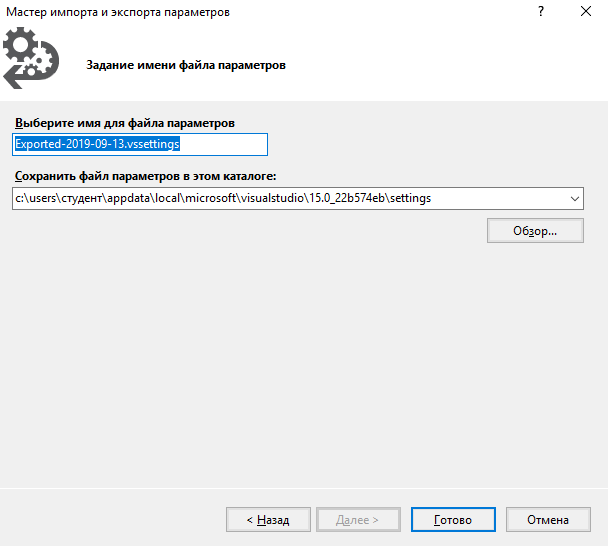 Мастер импорта и экспорта параметров
?
Задание имени файла параметров
Выберите имя для файла параметров
Exported-2019-09-13.vssettings
Сохранить файл параметров в этом каталоге:
c:\users\студент\appdata\local\microsoft\visualstudio\15.0_22b574eb\settings
Обзор...
< Назад
Далее >
Готово
Отмена